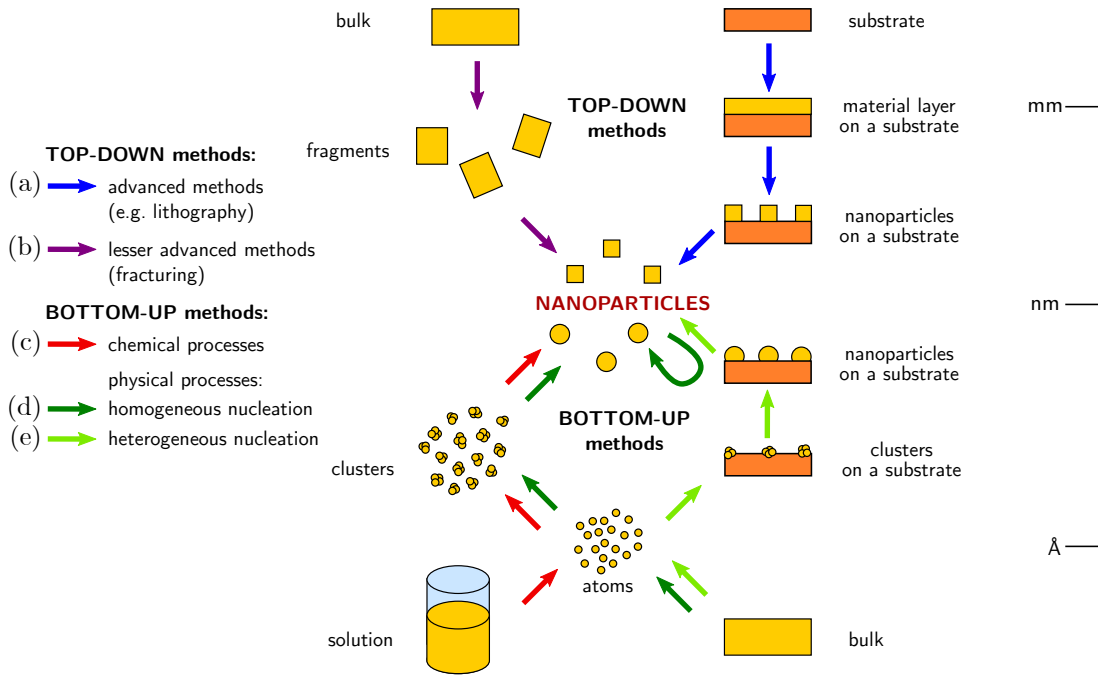 bulk
substrate
TOP-DOWN
methods
material layer
on a substrate
mm
fragments
TOP-DOWN methods:
(a)
advanced methods
(e.g. lithography)
nanoparticles
on a substrate
(b)
lesser advanced methods
(fracturing)
NANOPARTICLES
nm
BOTTOM-UP methods:
(c)
chemical processes
physical processes:
(d)
homogeneous nucleation
(e)
heterogeneous nucleation
nanoparticles
on a substrate
BOTTOM-UP
methods
clusters
clusters
on a substrate
Å
atoms
solution
bulk